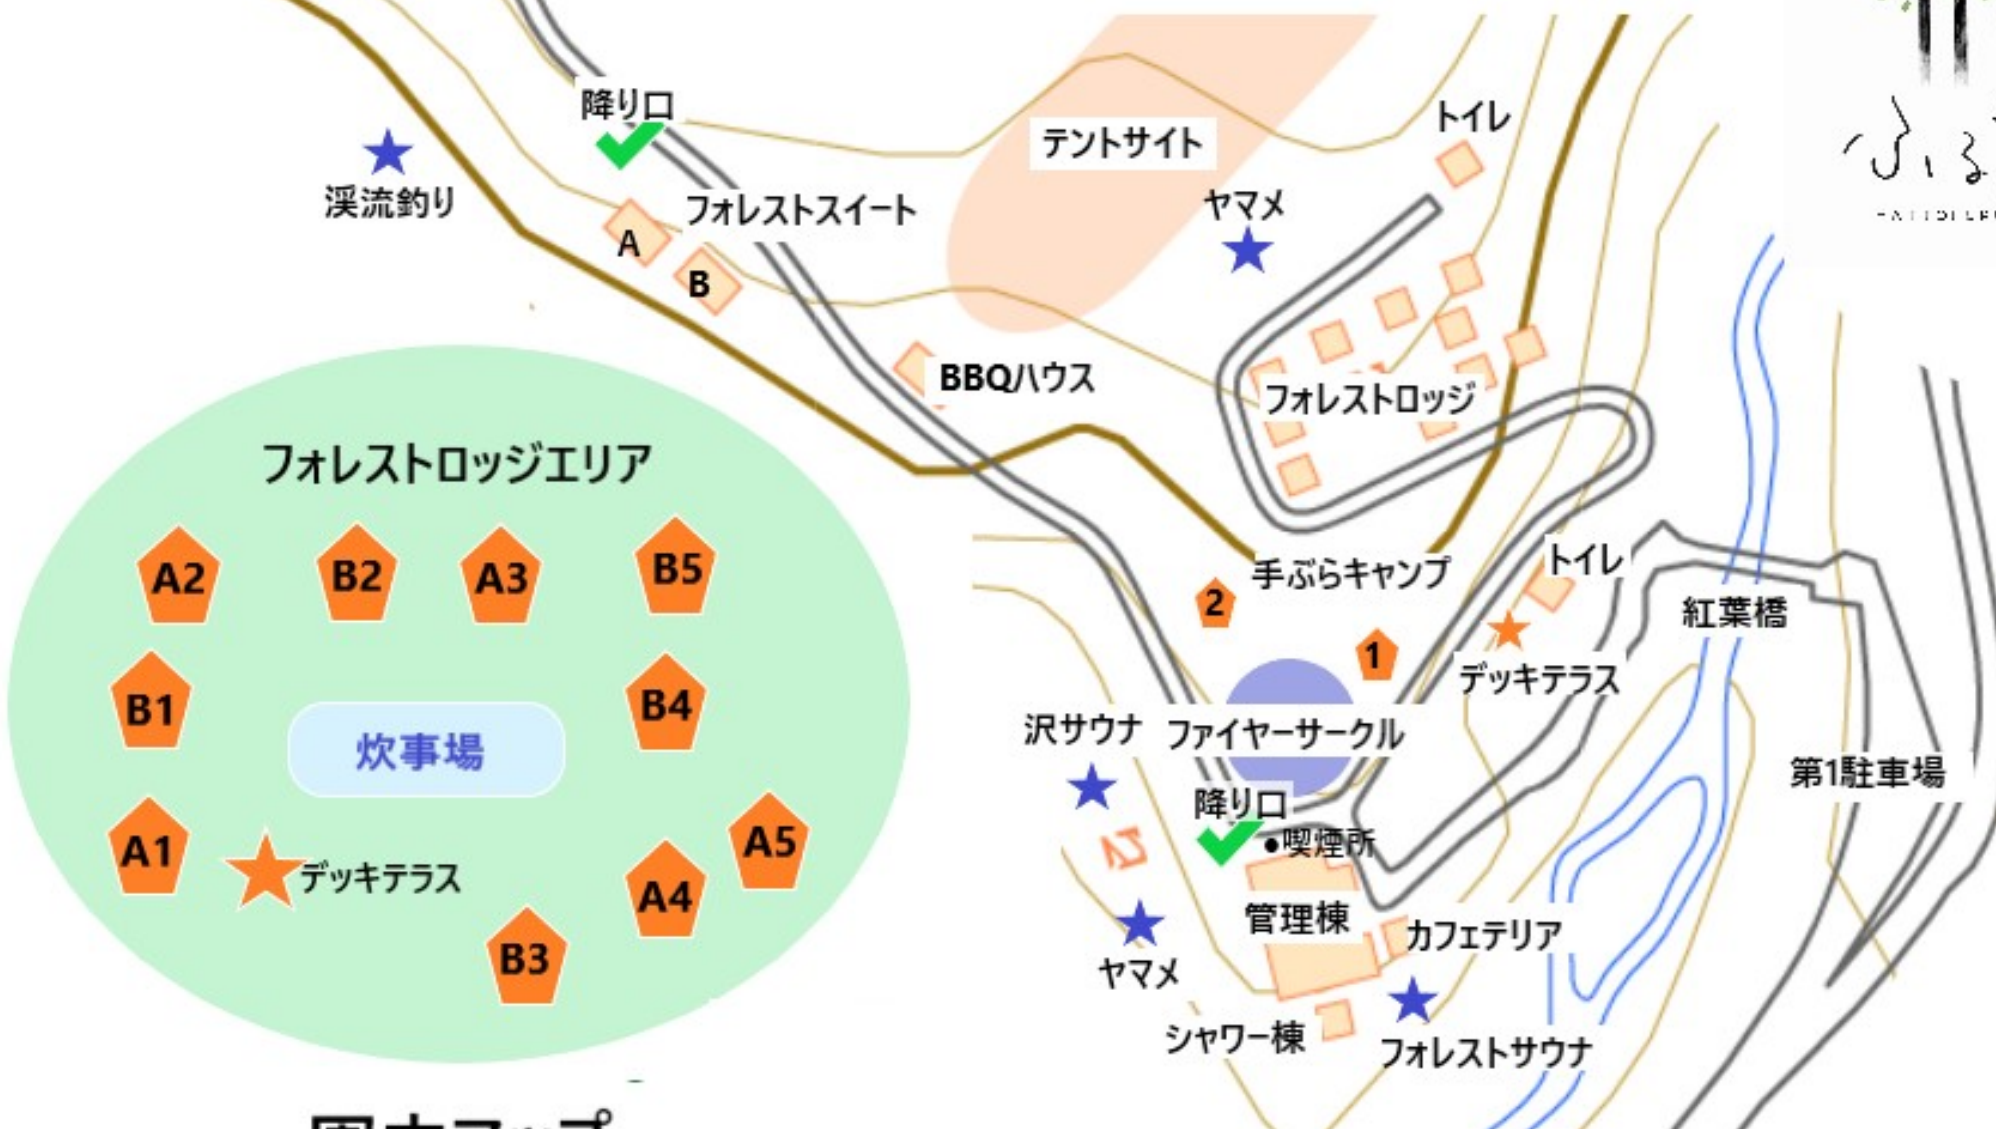 降り口
トイレ
テントサイト
渓流釣り
フォレストスイート
ヤマメ
A
B
BBQハウス
フォレストロッジ
フォレストロッジエリア
A2
B2
A3
B5
B1
炊事場
B4
A1
デッキテラス
A5
A4
B3
手ぶらキャンプ
2
1
トイレ
紅葉橋
デッキテラス
沢サウナ
ファイヤーサークル
第1駐車場
降り口
●喫煙所
管理棟
カフェテリア
ヤマメ
シャワー棟
フォレストサウナ